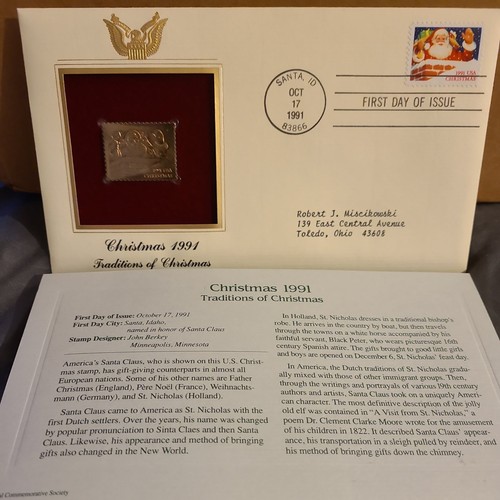 1991 USA
CHRISTMAS
SANTA, ID
OCT
17
1991
83866
FIRST DAY OF ISSUE
1991 USA
CHRISTMAS
Robert J. Miscikowski
139 East Central Avenue
Toledo, Ohio 43608
Christmas 1991
Traditions of Christmas
Christmas 1991
Traditions of Christmas
First Day of Issue: October 17, 1991
First Day City: Santa, Idaho,
named in honor of Santa Claus
Stamp Designer: John Berkey
Minneapolis, Minnesota
America's Santa, who is shown on this U.S. Christ-
mas stamp, has gift-giving counterparts in almost all
European nations. Some of his other names are Father
Christmas (England), Père Noël (France), Weihnachts-
mann (Germany), and St. Nicholas (Holland).
Santa Claus came to America as St. Nicholas with the
first Dutch settlers. Over the years, his name was changed
by popular pronunciation to Sinta Claes and then Santa
Claus. Likewise, his appearance and method of bringing
gifts also changed in the New World.
In Holland, St. Nicholas dresses in a traditional bishop's
robe. He arrives in the country by boat, but then travels
through the towns on a white horse accompanied by his
faithful servant, Black Peter, who wears picturesque 16th
century Spanish attire. The gifts brought to good little girls
and boys are opened on December 6, St. Nicholas' feast day.
In America, the Dutch traditions of St. Nicholas gradu-
ally mixed with those of other immigrant groups. Then,
through the writings and portrayals of various 19th century
authors and artists, Santa Claus took on a uniquely Ameri-
can character. The most definitive description of the jolly
old elf was contained in "A Visit from St. Nicholas," a
poem Dr. Clement Clarke Moore wrote for the amusement
of his children in 1822. It described Santa Claus' appear-
ance, his transportation in a sleigh pulled by reindeer, and
his method of bringing gifts down the chimney.
Commemorative Society